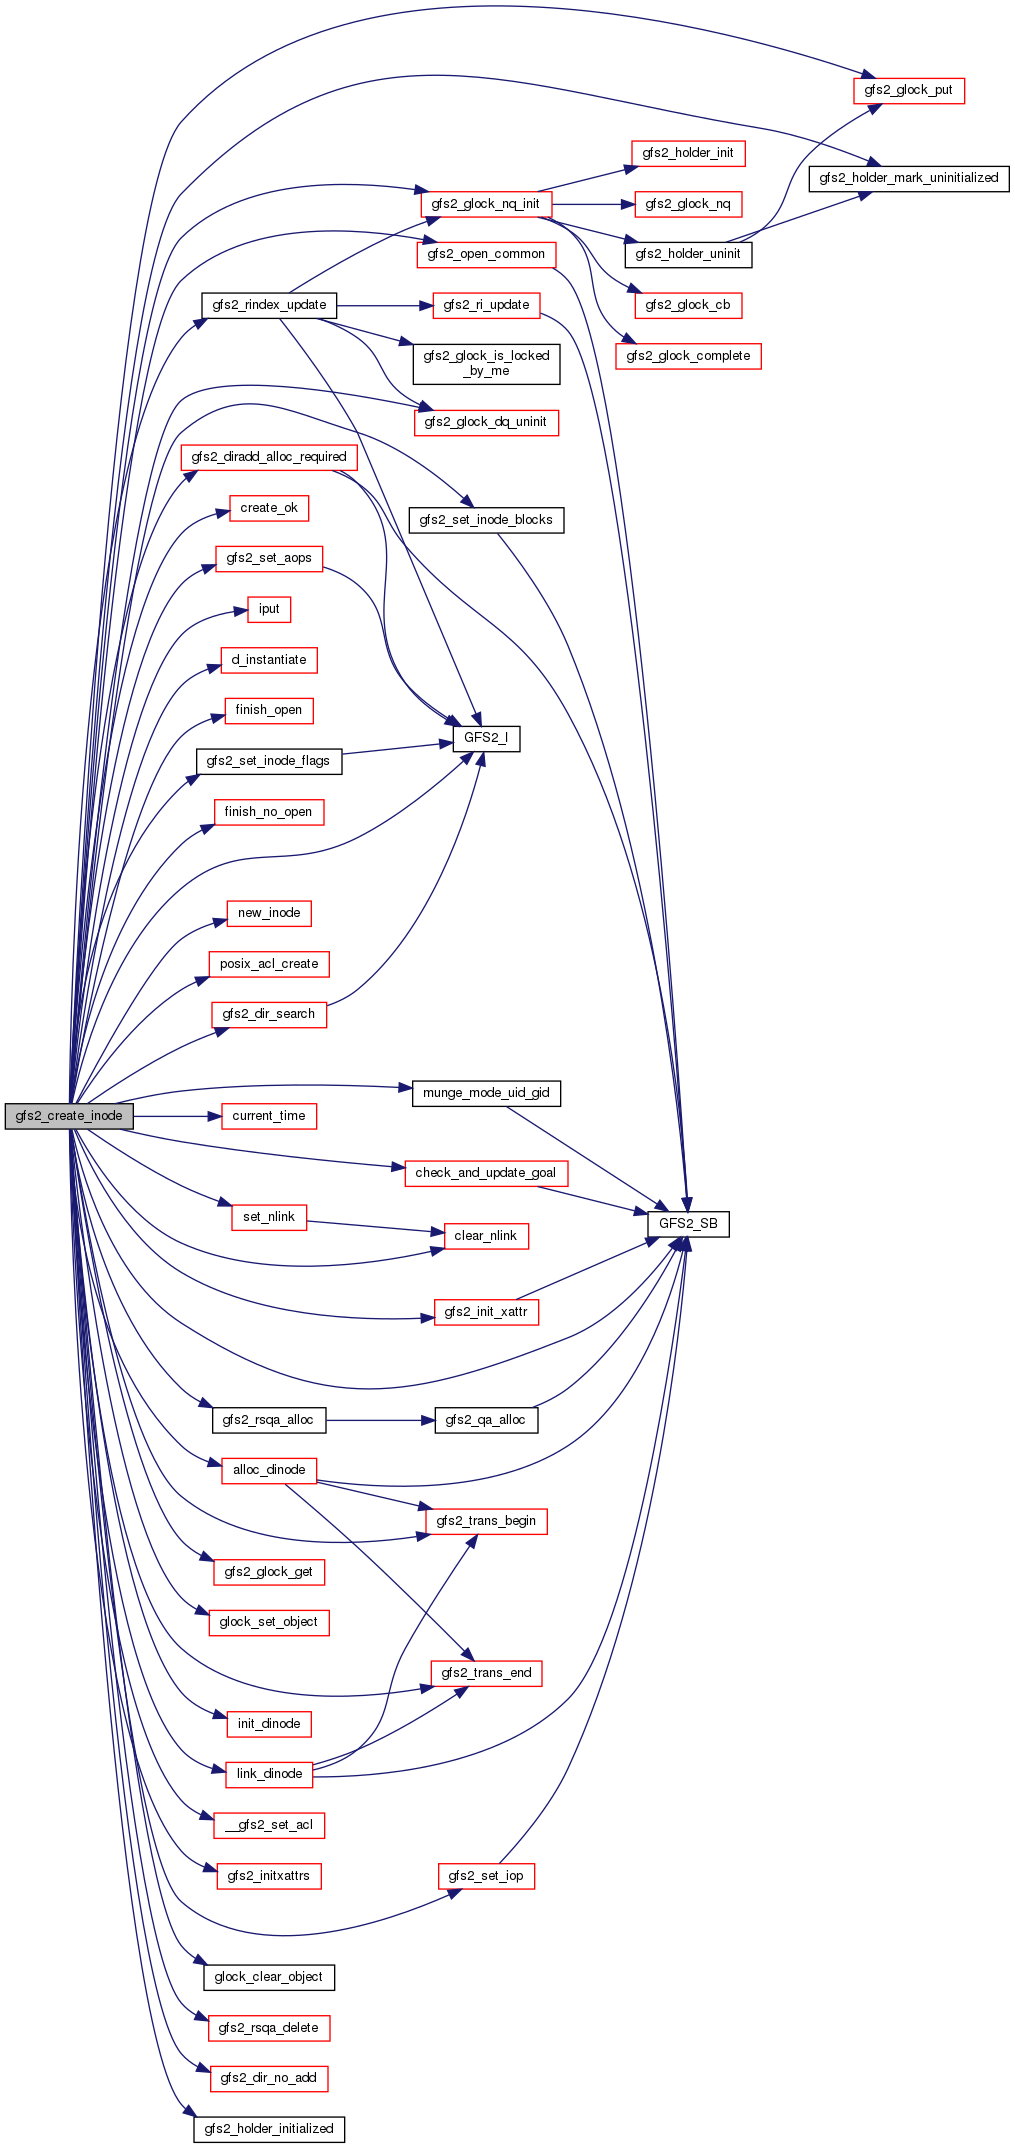 gfs2_glock_put
gfs2_holder_init
gfs2_holder_mark_uninitialized
gfs2_glock_nq_init
gfs2_glock_nq
gfs2_open_common
gfs2_holder_uninit
gfs2_rindex_update
gfs2_ri_update
gfs2_glock_cb
gfs2_glock_is_locked
_by_me
gfs2_glock_complete
gfs2_glock_dq_uninit
gfs2_diradd_alloc_required
create_ok
gfs2_set_inode_blocks
gfs2_set_aops
iput
d_instantiate
finish_open
GFS2_I
gfs2_set_inode_flags
finish_no_open
new_inode
posix_acl_create
gfs2_dir_search
munge_mode_uid_gid
gfs2_create_inode
current_time
check_and_update_goal
set_nlink
clear_nlink
GFS2_SB
gfs2_init_xattr
gfs2_rsqa_alloc
gfs2_qa_alloc
alloc_dinode
gfs2_trans_begin
gfs2_glock_get
glock_set_object
gfs2_trans_end
init_dinode
link_dinode
__gfs2_set_acl
gfs2_initxattrs
gfs2_set_iop
glock_clear_object
gfs2_rsqa_delete
gfs2_dir_no_add
gfs2_holder_initialized